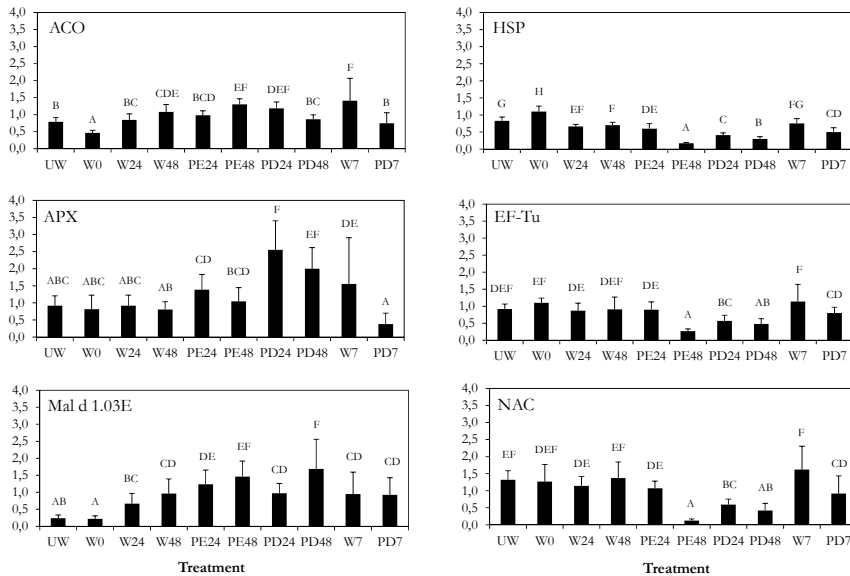 ACO
4,0
3,5
3,0
2,5
2,0
1,5
1,0
0,5
0,0
B A BC CDE BCD EF DEF BC F B
UW W0 W24 W48 PE24 PE48 PD24 PD48 W7 PD7
HSP
4,0
3,5
3,0
2,5
2,0
1,5
1,0
0,5
0,0
G H EF F DE A C B FG CD
UW W0 W24 W48 PE24 PE48 PD24 PD48 W7 PD7
APX
4,0
3,5
3,0
2,5
2,0
1,5
1,0
0,5
0,0
ABC ABC ABC AB CD BCD F EF DE A
UW W0 W24 W48 PE24 PE48 PD24 PD48 W7 PD7
EF-Tu
4,0
3,5
3,0
2,5
2,0
1,5
1,0
0,5
0,0
DEF EF DE DEF DE A BC AB F CD
UW W0 W24 W48 PE24 PE48 PD24 PD48 W7 PD7
Mal d 1.03E
4,0
3,5
3,0
2,5
2,0
1,5
1,0
0,5
0,0
AB A BC CD DE EF CD F CD CD
UW W0 W24 W48 PE24 PE48 PD24 PD48 W7 PD7
Treatment
NAC
4,0
3,5
3,0
2,5
2,0
1,5
1,0
0,5
0,0
EF DEF DE EF DE A BC AB F CD
UW W0 W24 W48 PE24 PE48 PD24 PD48 W7 PD7
Treatment